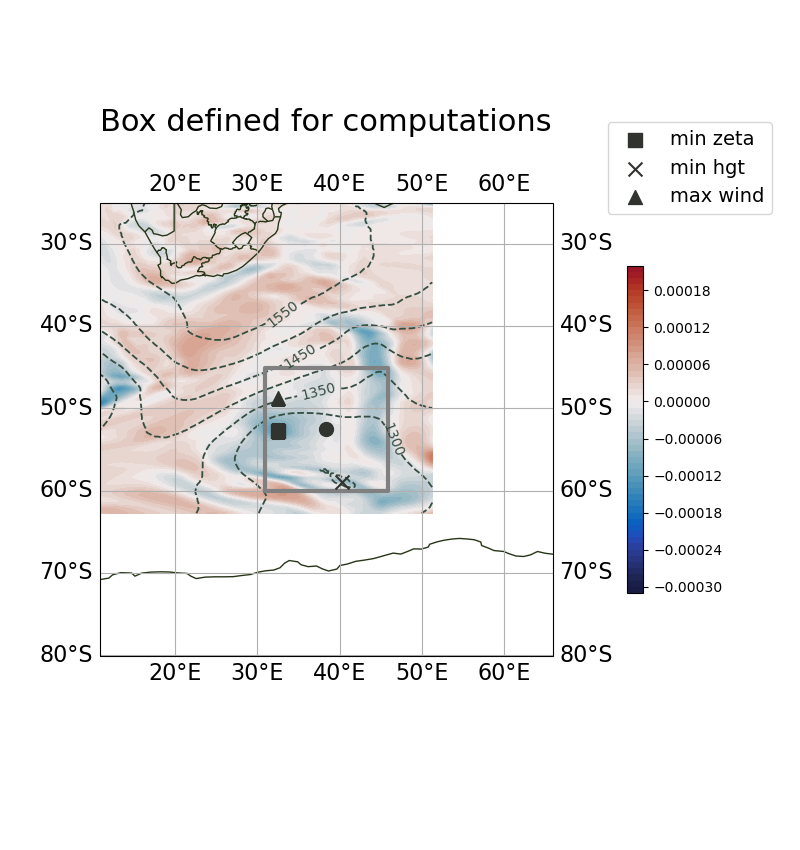 Box defined for computations
min zeta
min hgt
max wind
20°E 30°E 40°E 50°E 60°E
30°S 30°S
40°S 40°S
50°S 50°S
60°S 60°S
70°S 70°S
80°S 80°S
20°E 30°E 40°E 50°E 60°E
1550
1450
1350
1300
0.00018
0.00012
0.00006
0.00000
−0.00006
−0.00012
−0.00018
−0.00024
−0.00030